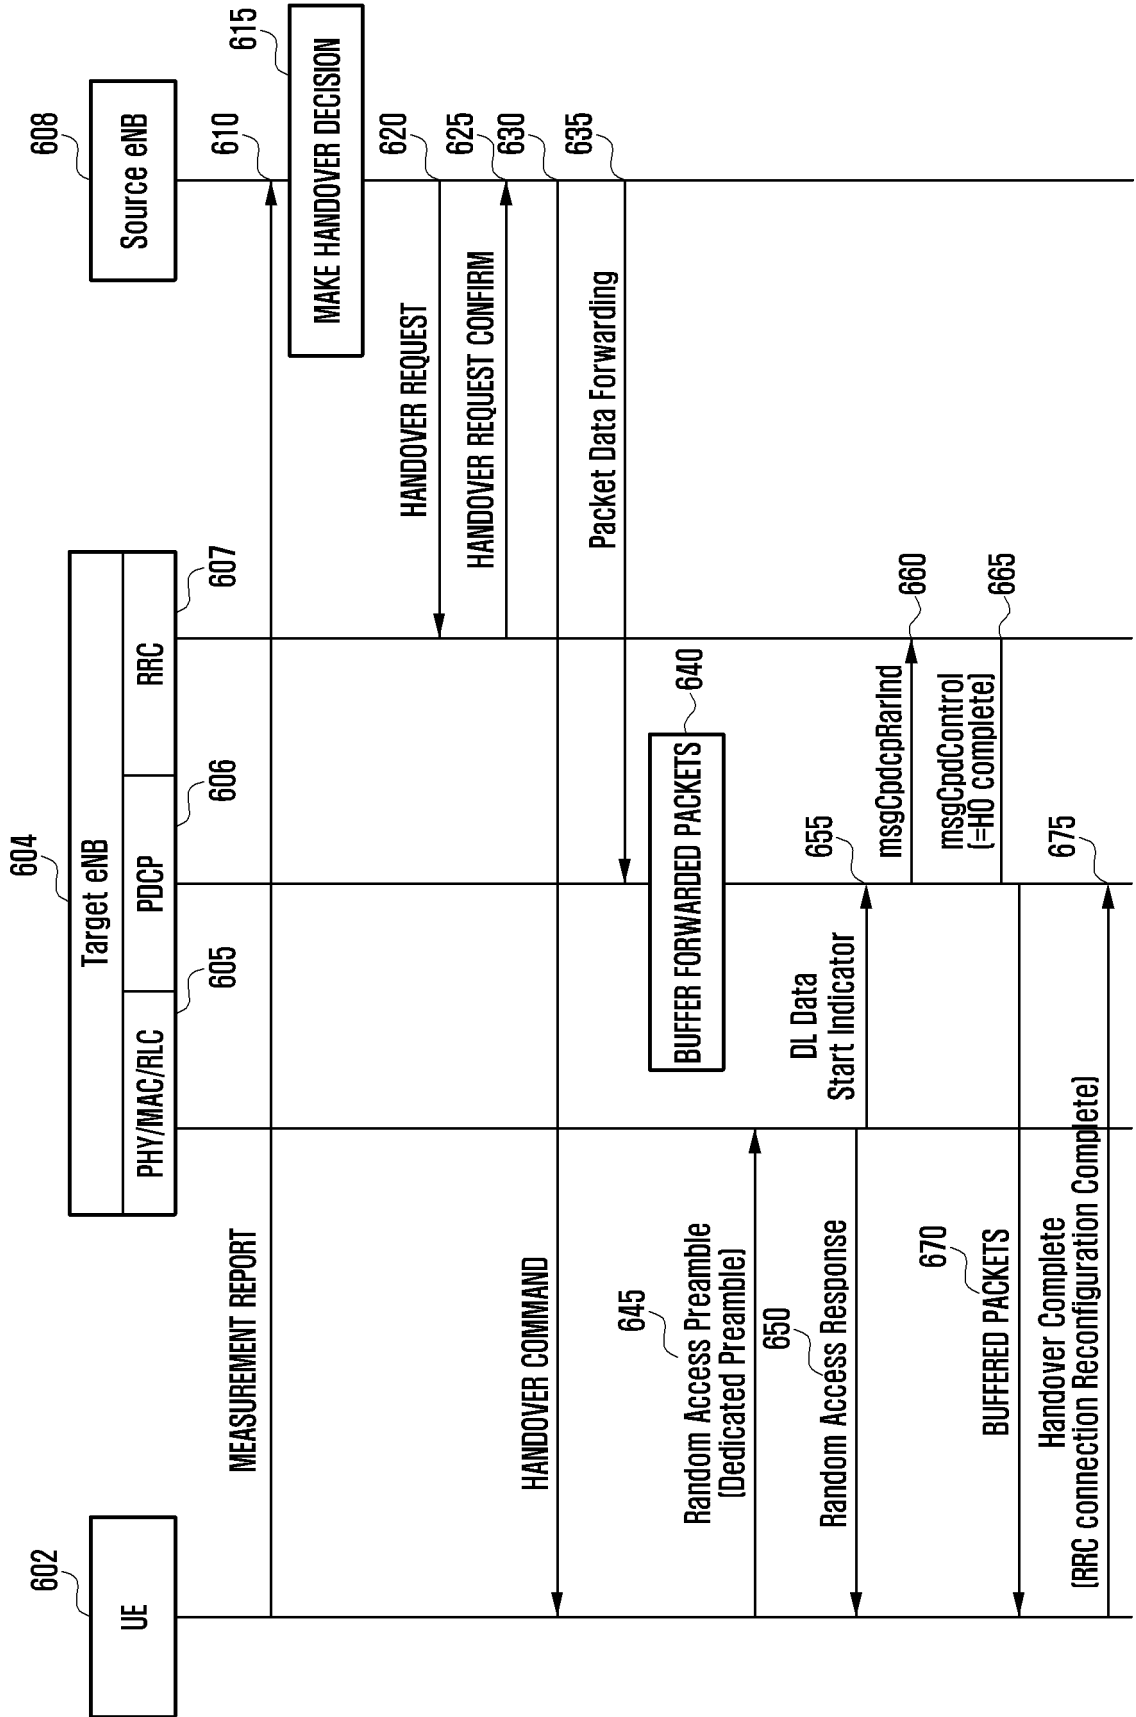 602
UE
604
Target eNB
PHY/MAC/RLC
605
PDCP
606
RRC
607
608
Source eNB
MEASUREMENT REPORT
610
MAKE HANDOVER DECISION
615
HANDOVER REQUEST
620
HANDOVER REQUEST CONFIRM
625
HANDOVER COMMAND
630
Packet Data Forwarding
635
BUFFER FORWARDED PACKETS
640
645
Random Access Preamble
(Dedicated Preamble)
650
Random Access Response
DL Data
Start Indicator
655
msgCpdcpRarInd
660
msgCpdControl
(=HO complete)
665
670
BUFFERED PACKETS
Handover Complete
(RRC connection Reconfiguration Complete)
675